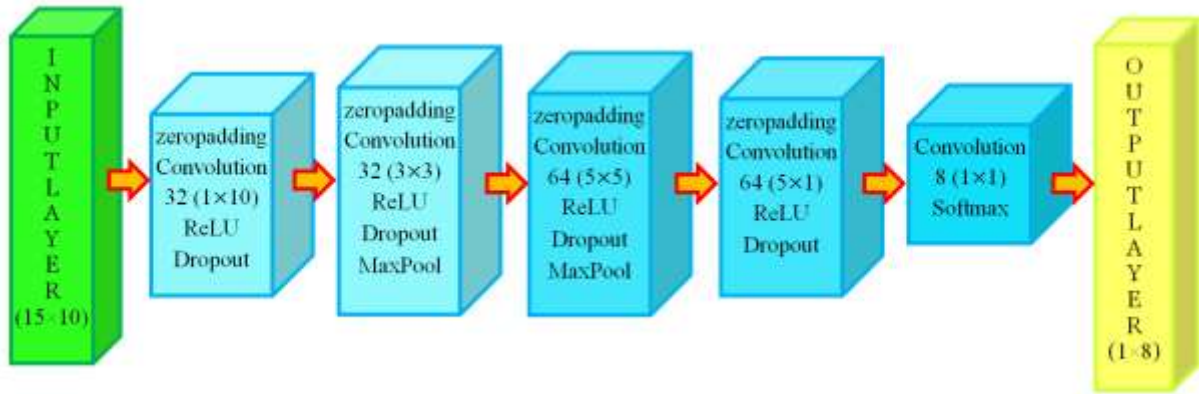 INPUTLAYER
(15×10)
zeropadding
Convolution
32 (1×10)
ReLU
Dropout
zeropadding
Convolution
32 (3×3)
ReLU
Dropout
MaxPool
zeropadding
Convolution
64 (5×5)
ReLU
Dropout
MaxPool
zeropadding
Convolution
64 (5×1)
ReLU
Dropout
Convolution
8 (1×1)
Softmax
OUTPUTLAYER
(1×8)